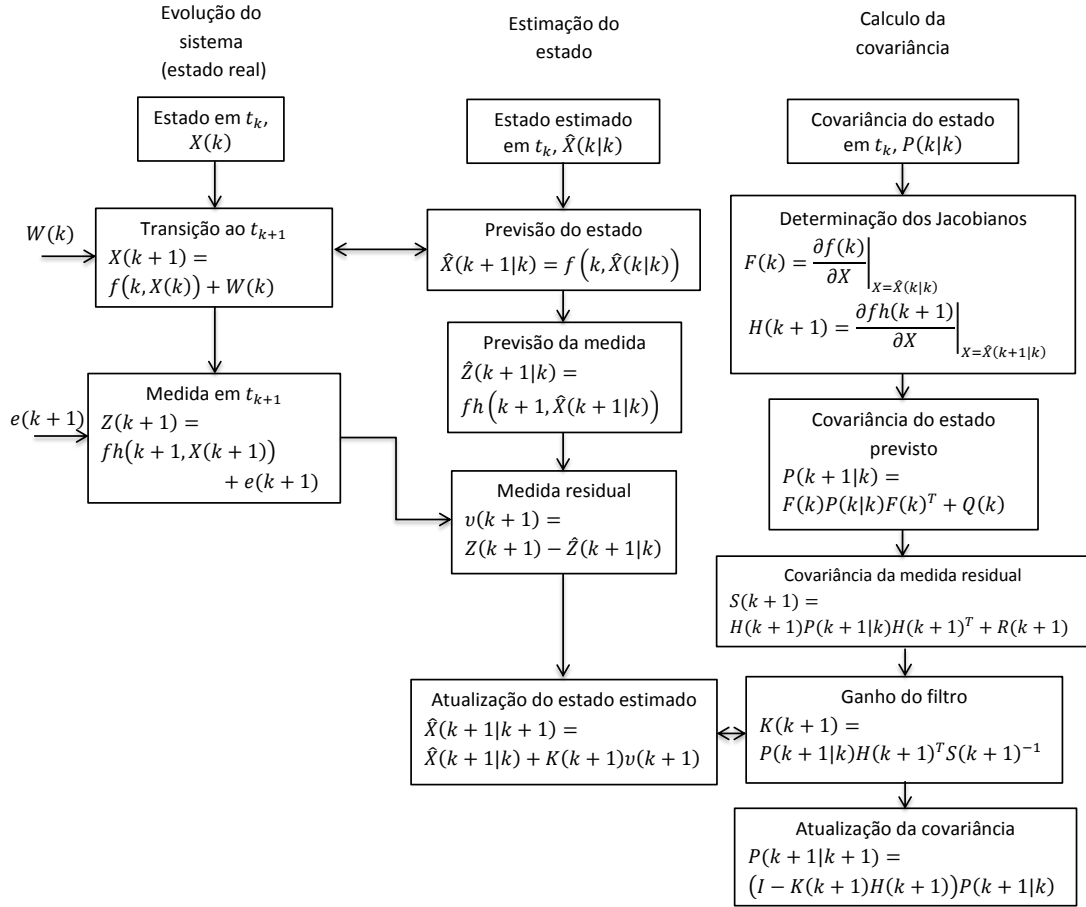 Evolução do
sistema
(estado real)
Estado em t_k,
X(k)
W(k)
Transição ao t_{k+1}
X(k + 1) =
f(k, X(k)) + W(k)
e(k + 1)
Medida em t_{k+1}
Z(k + 1) =
fh(k + 1, X(k + 1))
+ e(k + 1)
Estimação do
estado
Estado estimado
em t_k, X̂(k|k)
Previsão do estado
X̂(k + 1|k) = f(k, X̂(k|k))
Previsão da medida
Ẑ(k + 1|k) =
fh(k + 1, X̂(k + 1|k))
Medida residual
υ(k + 1) =
Z(k + 1) − Ẑ(k + 1|k)
Atualização do estado estimado
X̂(k + 1|k + 1) =
X̂(k + 1|k) + K(k + 1)υ(k + 1)
Calculo da
covariância
Covariância do estado
em t_k, P(k|k)
Determinação dos Jacobianos
F(k) = ∂f(k)/∂X |_{X=X̂(k|k)}
H(k + 1) = ∂fh(k + 1)/∂X |_{X=X̂(k+1|k)}
Covariância do estado
previsto
P(k + 1|k) =
F(k)P(k|k)F(k)^T + Q(k)
Covariância da medida residual
S(k + 1) =
H(k + 1)P(k + 1|k)H(k + 1)^T + R(k + 1)
Ganho do filtro
K(k + 1) =
P(k + 1|k)H(k + 1)^T S(k + 1)^{−1}
Atualização da covariância
P(k + 1|k + 1) =
(I − K(k + 1)H(k + 1))P(k + 1|k)